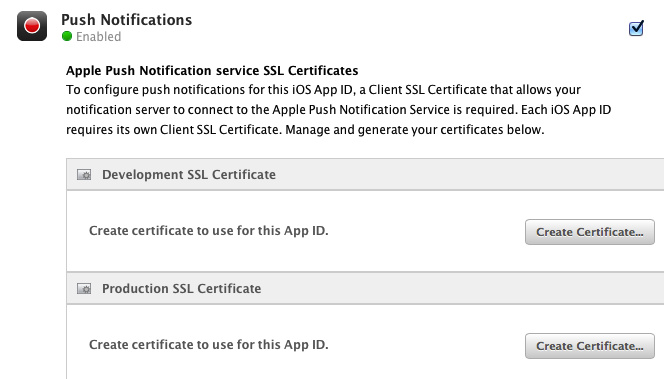 Push Notifications
Enabled
Apple Push Notification service SSL Certificates
To configure push notifications for this iOS App ID, a Client SSL Certificate that allows your
notification server to connect to the Apple Push Notification Service is required. Each iOS App ID
requires its own Client SSL Certificate. Manage and generate your certificates below.
Development SSL Certificate
Create certificate to use for this App ID.
Create Certificate...
Production SSL Certificate
Create certificate to use for this App ID.
Create Certificate...